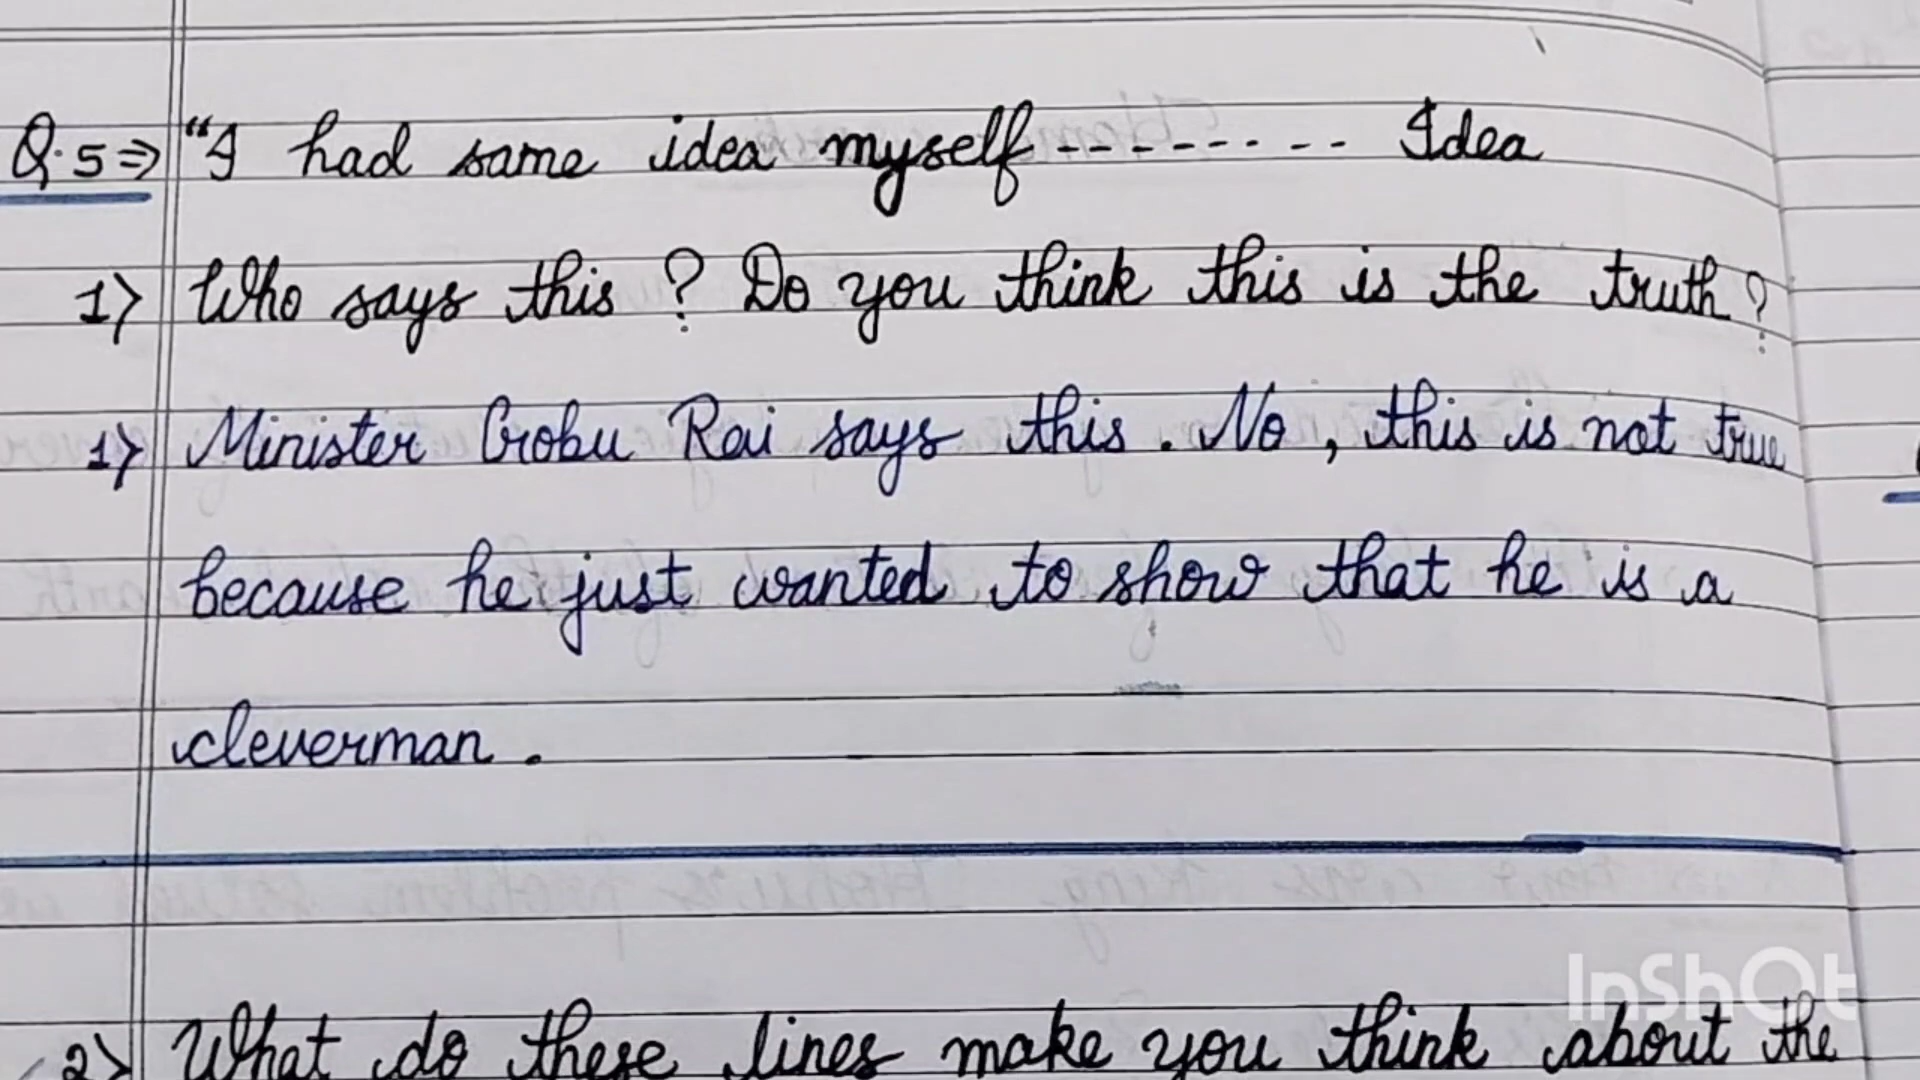 Q.5⇒ "I had same idea myself --------- Idea
1) Who says this ? Do you think this is the truth ?
1) Minister Gobu Rai says this . No , this is not true
because he just wanted to show that he is a
cleverman .
2) What do these lines make you think about the
InShOt